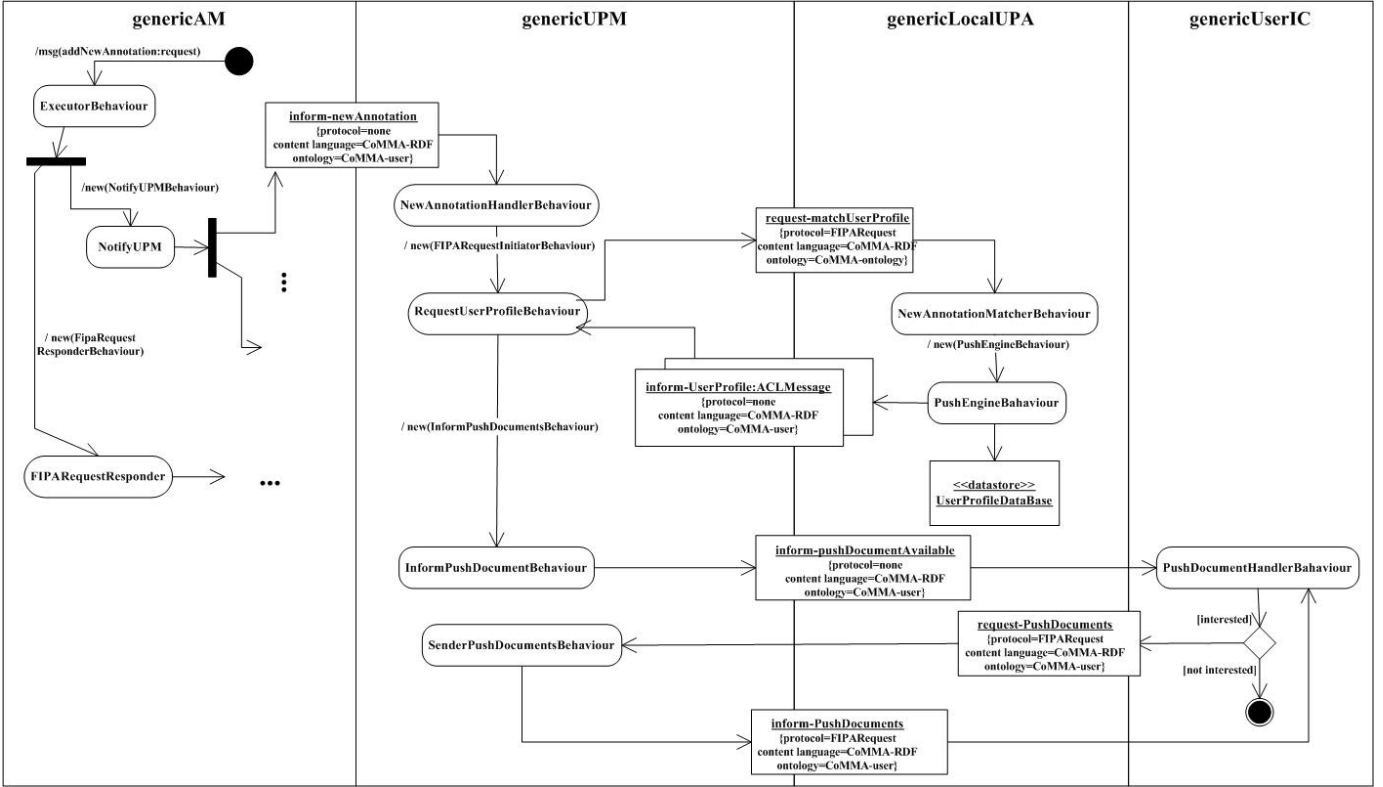 genericAM
genericUPM
genericLocalUPA
genericUserIC
/msg(addNewAnnotation:request)
ExecutorBehaviour
inform-newAnnotation
{protocol=none
content language=CoMMA-RDF
ontology=CoMMA-user}
/new(NotifyUPMBehaviour)
NotifyUPM
NewAnnotationHandlerBehaviour
/ new(FIPARequestInitiatorBehaviour)
request-matchUserProfile
{protocol=FIPARequest
content language=CoMMA-RDF
ontology=CoMMA-ontology}
RequestUserProfileBehaviour
NewAnnotationMatcherBehaviour
/ new(FipaRequest
ResponderBehaviour)
/ new(PushEngineBehaviour)
inform-UserProfile:ACLMessage
{protocol=none
content language=CoMMA-RDF
ontology=CoMMA-user}
PushEngineBahaviour
/ new(InformPushDocumentsBehaviour)
FIPARequestResponder
...
<<datastore>>
UserProfileDataBase
InformPushDocumentBehaviour
inform-pushDocumentAvailable
{protocol=none
content language=CoMMA-RDF
ontology=CoMMA-user}
PushDocumentHandlerBahaviour
[interested]
request-PushDocuments
{protocol=FIPARequest
content language=CoMMA-RDF
ontology=CoMMA-user}
SenderPushDocumentsBehaviour
[not interested]
inform-PushDocuments
{protocol=FIPARequest
content language=CoMMA-RDF
ontology=CoMMA-user}